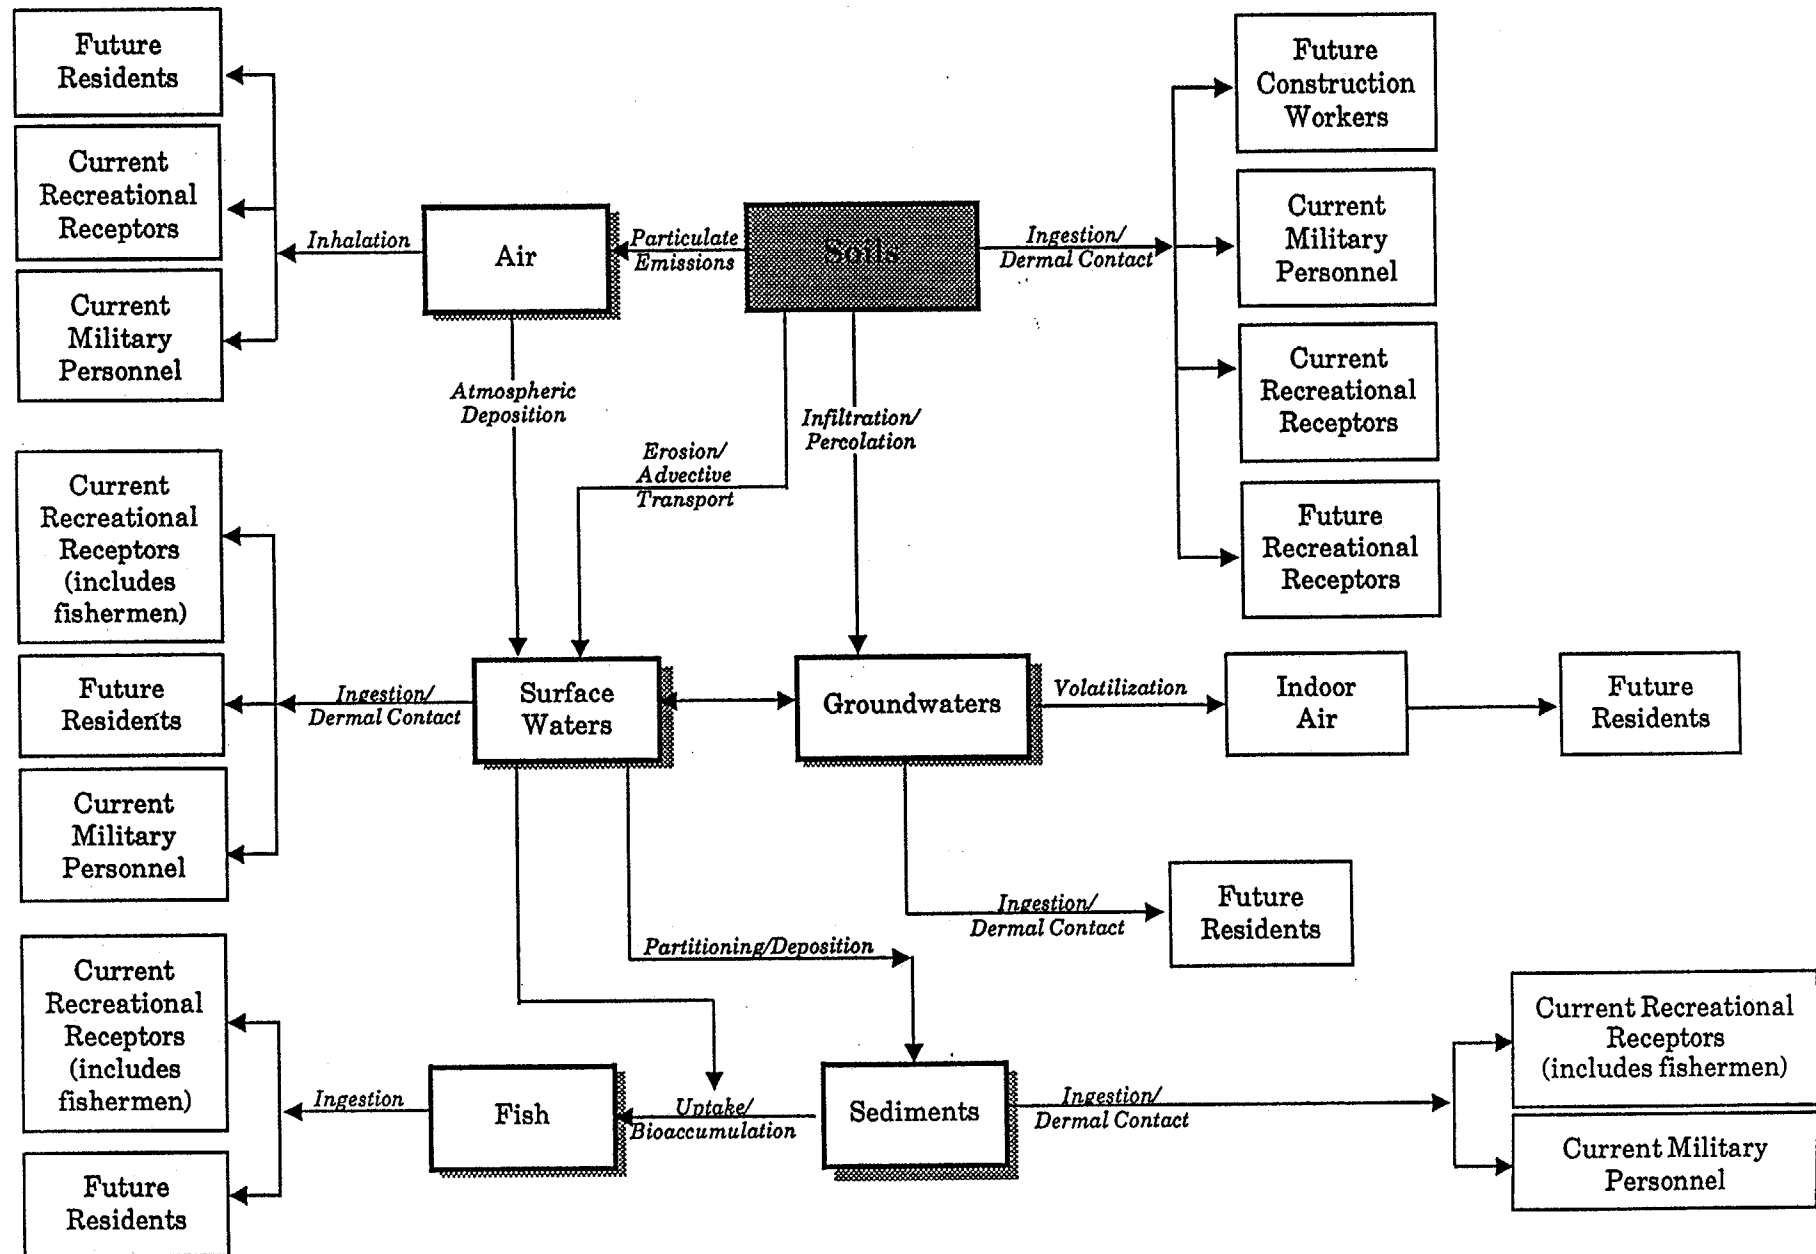 Future
Residents
Current
Recreational
Receptors
Current
Military
Personnel
Inhalation
Air
Particulate
Emissions
Soils
Ingestion/
Dermal Contact
Future
Construction
Workers
Current
Military
Personnel
Current
Recreational
Receptors
Future
Recreational
Receptors
Atmospheric
Deposition
Erosion/
Advective
Transport
Infiltration/
Percolation
Current
Recreational
Receptors
(includes
fishermen)
Future
Residents
Current
Military
Personnel
Ingestion/
Dermal Contact
Surface
Waters
Groundwaters
Volatilization
Indoor
Air
Future
Residents
Ingestion/
Dermal Contact
Future
Residents
Partitioning/Deposition
Current
Recreational
Receptors
(includes
fishermen)
Future
Residents
Ingestion
Fish
Uptake/
Bioaccumulation
Sediments
Ingestion/
Dermal Contact
Current Recreational
Receptors
(includes fishermen)
Current Military
Personnel